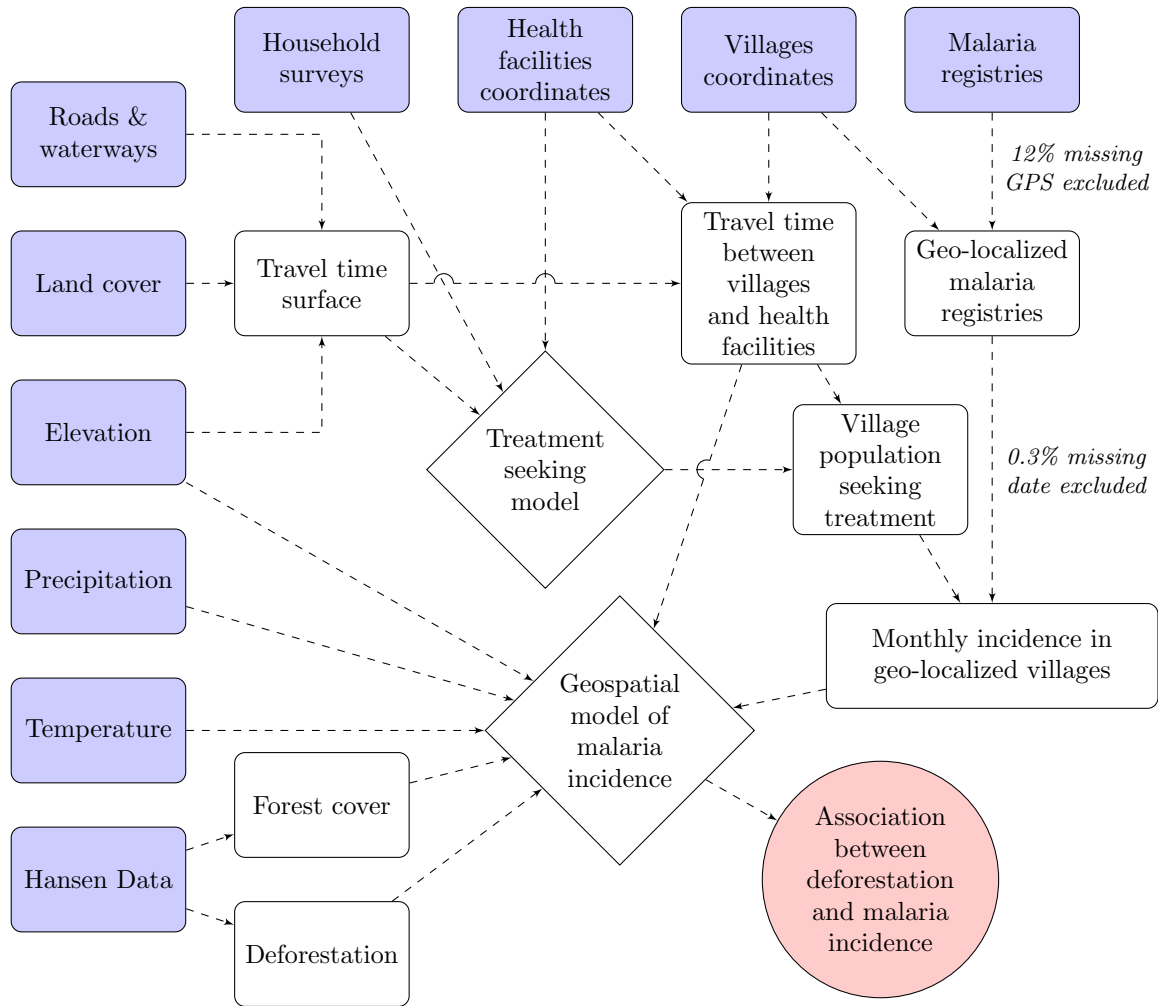 Household
surveys
Health
facilities
coordinates
Villages
coordinates
Malaria
registries
Roads &
waterways
12% missing
GPS excluded
Land cover
Travel time
surface
Travel time
between
villages
and health
facilities
Geo-localized
malaria
registries
Elevation
Treatment
seeking
model
Village
population
seeking
treatment
0.3% missing
date excluded
Precipitation
Monthly incidence in
geo-localized villages
Temperature
Geospatial
model of
malaria
incidence
Forest cover
Hansen Data
Deforestation
Association
between
deforestation
and malaria
incidence